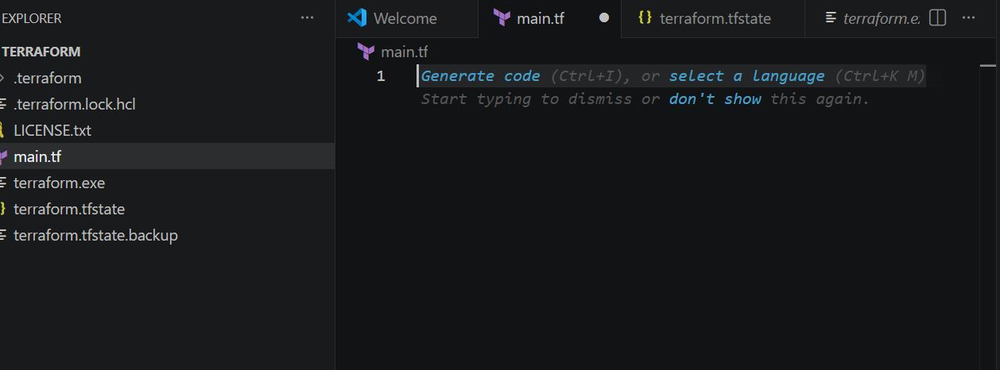 EXPLORER ···
TERRAFORM
.terraform
.terraform.lock.hcl
LICENSE.txt
main.tf
terraform.exe
terraform.tfstate
terraform.tfstate.backup
Welcome main.tf terraform.tfstate terraform.e ···
main.tf
1 Generate code (Ctrl+I), or select a language (Ctrl+K M).
Start typing to dismiss or don't show this again.